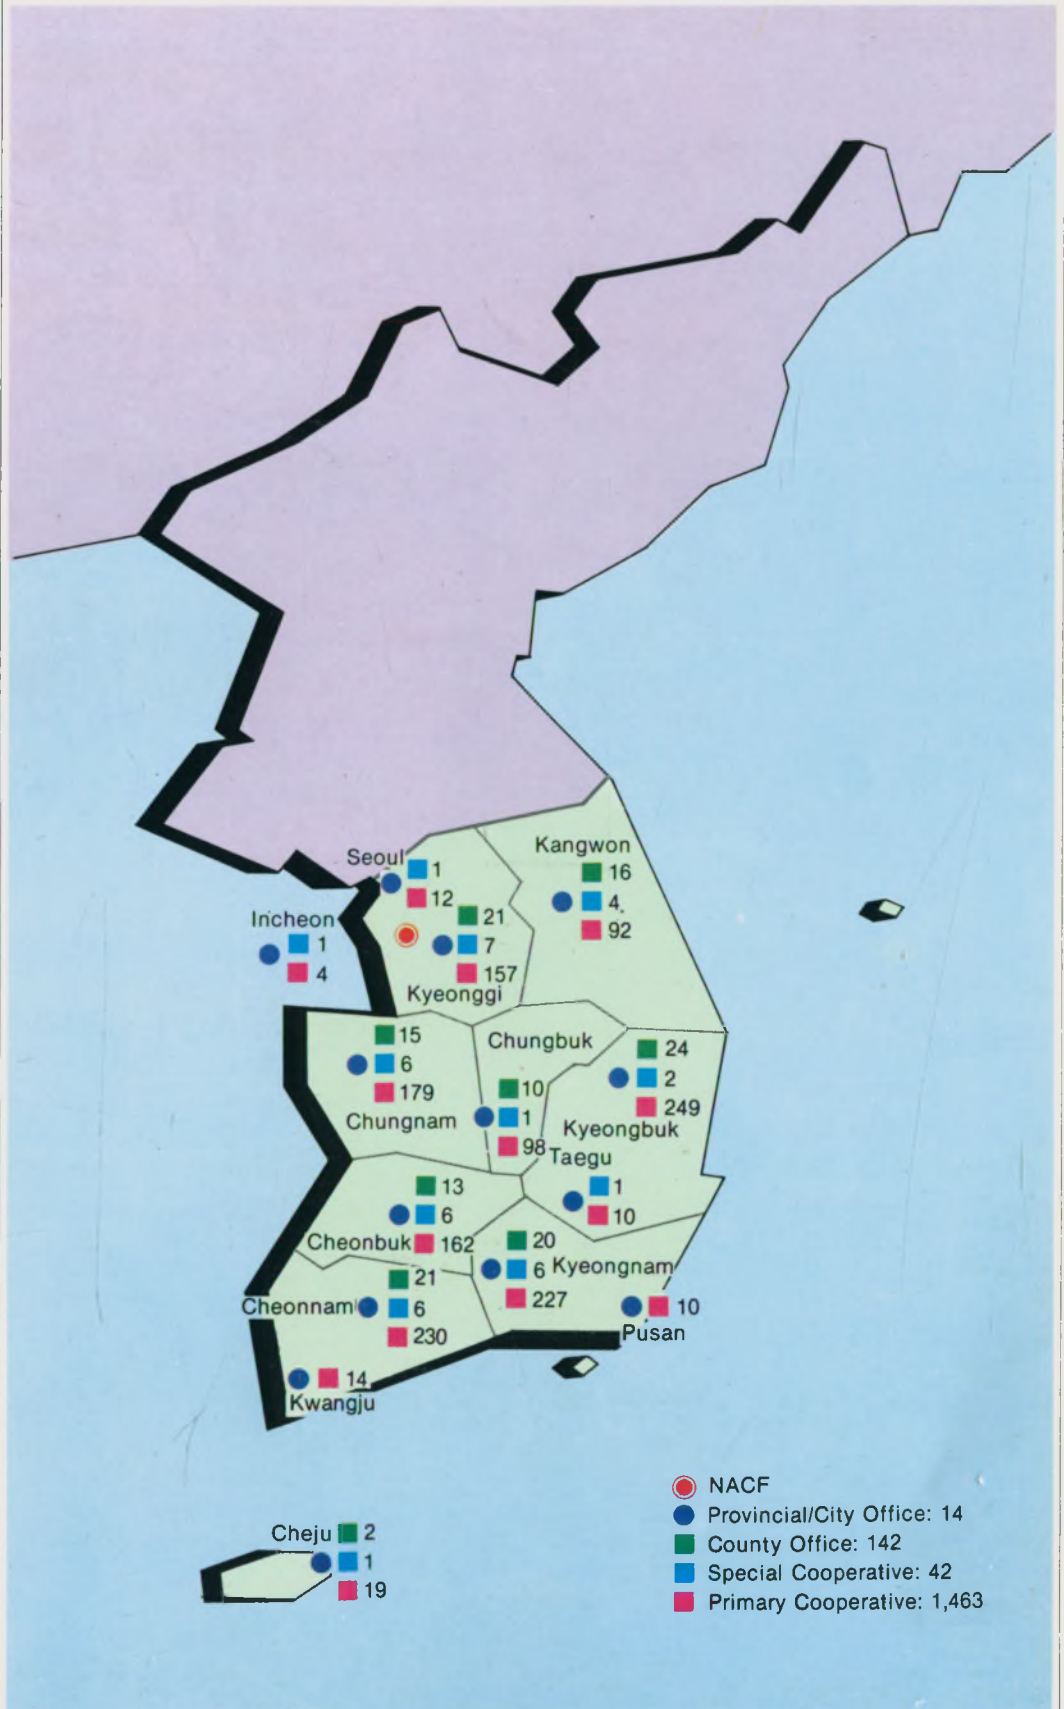 Kangwon
16
4
92
Seoul
1
12
Incheon
1
4
21
7
157
Kyeonggi
15
6
179
Chungnam
Chungbuk
10
1
98
24
2
249
Kyeongbuk
Taegu
1
10
13
6
Cheonbuk 162
20
6 Kyeongnam
227
21
Cheonnam 6
230
10
Pusan
14
Kwangju
Cheju 2
1
19
NACF
Provincial/City Office: 14
County Office: 142
Special Cooperative: 42
Primary Cooperative: 1,463